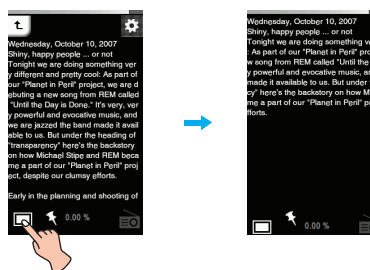 Wednesday, October 10, 2007
Shiny, happy people ... or not
Tonight we are doing something ver
y different and pretty cool: As part of
our "Planet in Peril" project, we are d
ebuting a new song from REM called
"Until the Day is Done." It's very, ver
y powerful and evocative music, and
we are jazzed the band made it avail
able to us. But under the heading of
"transparency" here's the backstory
on how Michael Stipe and REM beca
me a part of our "Planet in Peril" proj
ect, despite our clumsy efforts.
Early in the planning and shooting of
0.00 %
Wednesday, October 10, 2007
Shiny, happy people ... or not
Tonight we are doing something v
: As part of our "Planet in Peril" pr
w song from REM called "Until the
y powerful and evocative music, a
made it available to us. But under
cy" here's the backstory on how M
me a part of our "Planet in Peril" p
fforts.
0.00 %